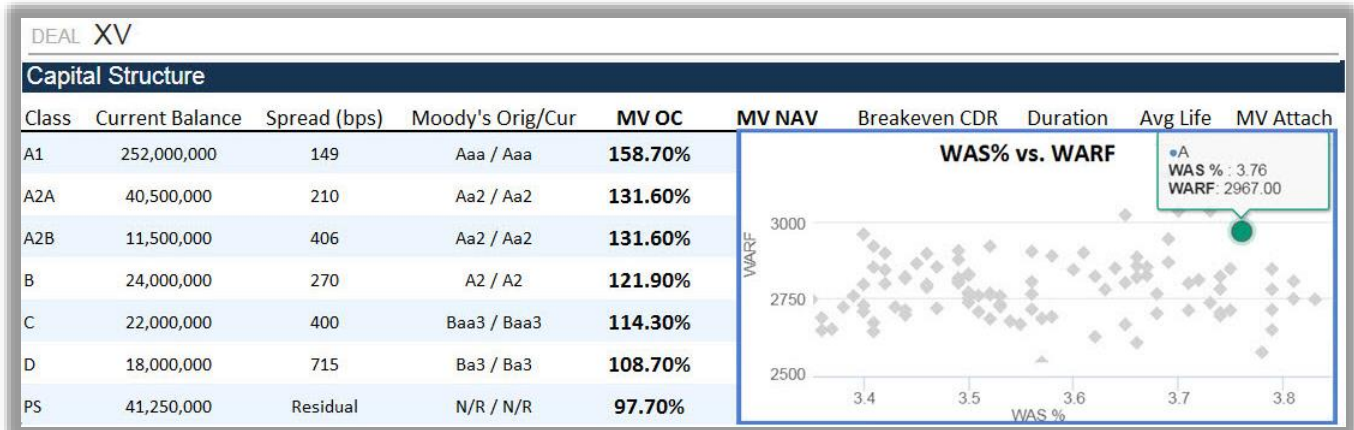 DEAL XV
Capital Structure
Class Current Balance Spread (bps) Moody's Orig/Cur MV OC MV NAV Breakeven CDR Duration Avg Life MV Attach
A1 252,000,000 149 Aaa / Aaa 158.70%
A2A 40,500,000 210 Aa2 / Aa2 131.60%
A2B 11,500,000 406 Aa2 / Aa2 131.60%
B 24,000,000 270 A2 / A2 121.90%
C 22,000,000 400 Baa3 / Baa3 114.30%
D 18,000,000 715 Ba3 / Ba3 108.70%
PS 41,250,000 Residual N/R / N/R 97.70%
WAS% vs. WARF
A
WAS % : 3.76
WARF: 2967.00
WARF
3000
2750
2500
3.4 3.5 3.6 3.7 3.8
WAS %